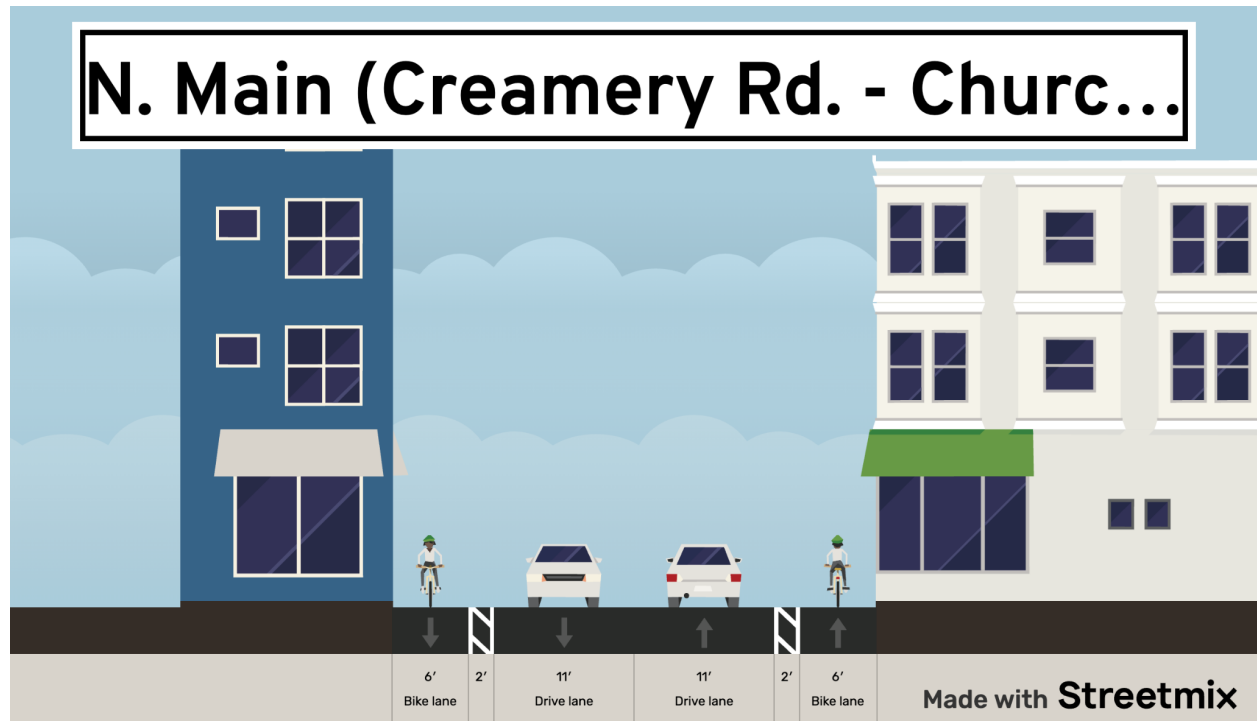 N. Main (Creamery Rd. - Churc...
6′ 2′ 11′ 11′ 2′ 6′
Bike lane Drive lane Drive lane Bike lane
Made with Streetmix